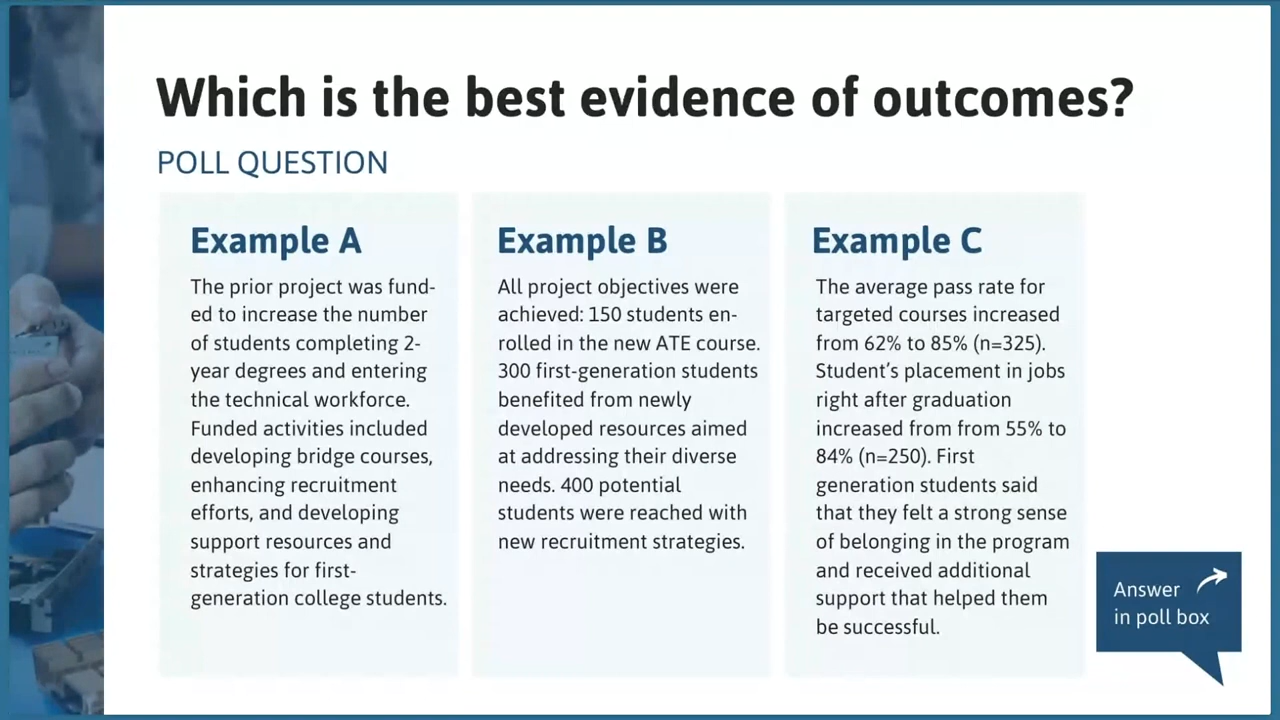 Which is the best evidence of outcomes?
POLL QUESTION
Example A
The prior project was fund-
ed to increase the number
of students completing 2-
year degrees and entering
the technical workforce.
Funded activities included
developing bridge courses,
enhancing recruitment
efforts, and developing
support resources and
strategies for first-
generation college students.
Example B
All project objectives were
achieved: 150 students en-
rolled in the new ATE course.
300 first-generation students
benefited from newly
developed resources aimed
at addressing their diverse
needs. 400 potential
students were reached with
new recruitment strategies.
Example C
The average pass rate for
targeted courses increased
from 62% to 85% (n=325).
Student’s placement in jobs
right after graduation
increased from from 55% to
84% (n=250). First
generation students said
that they felt a strong sense
of belonging in the program
and received additional
support that helped them
be successful.
Answer
in poll box